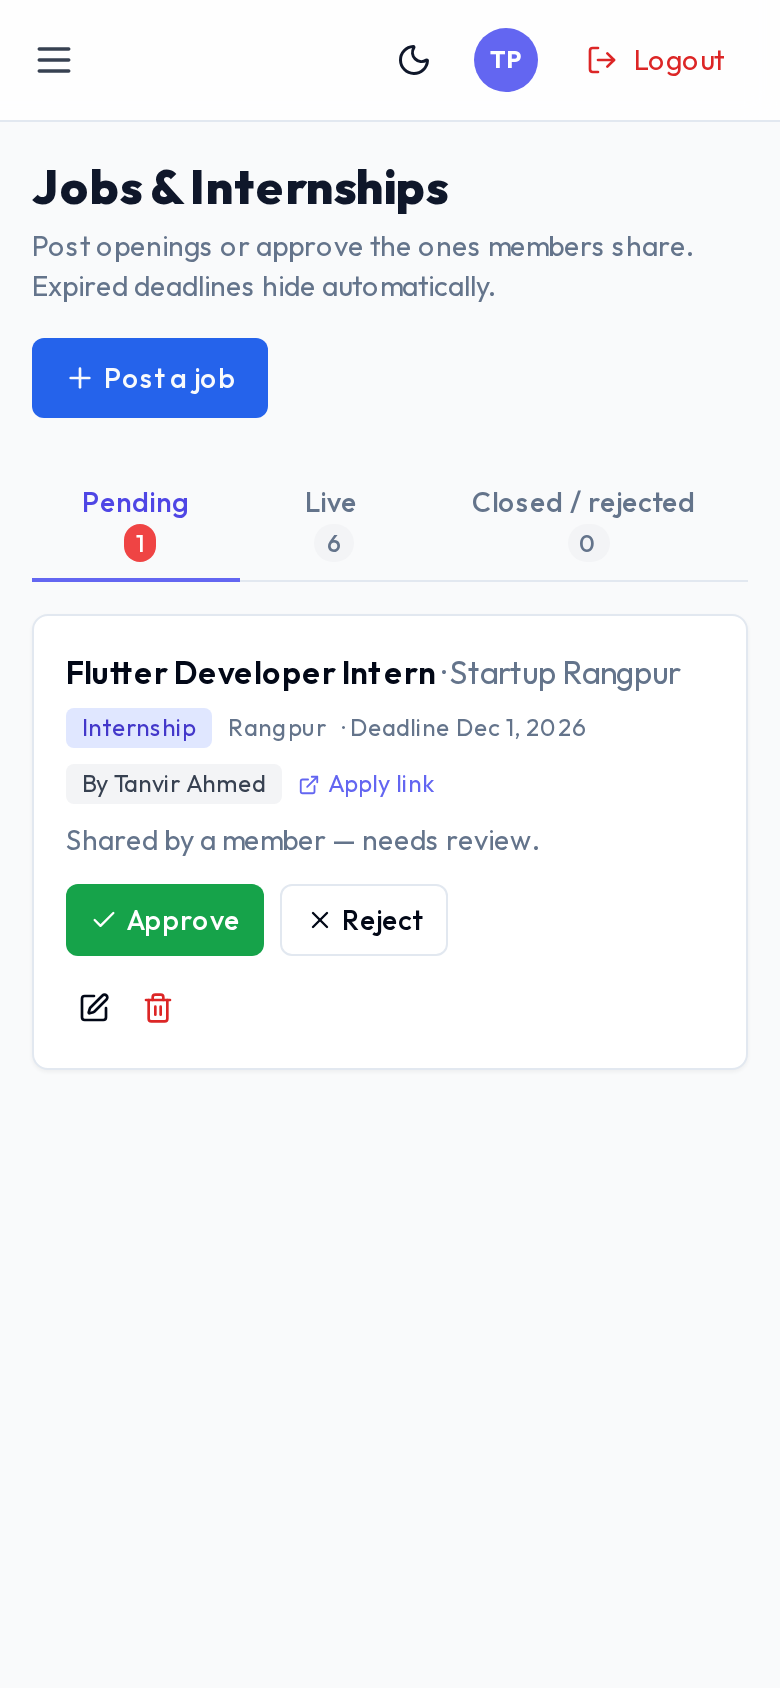 TP
Logout
Jobs & Internships
Post openings or approve the ones members share.
Expired deadlines hide automatically.
Post a job
Pending Live Closed / rejected
1 6 0
Flutter Developer Intern · Startup Rangpur
Internship Rangpur · Deadline Dec 1, 2026
By Tanvir Ahmed Apply link
Shared by a member — needs review.
Approve Reject